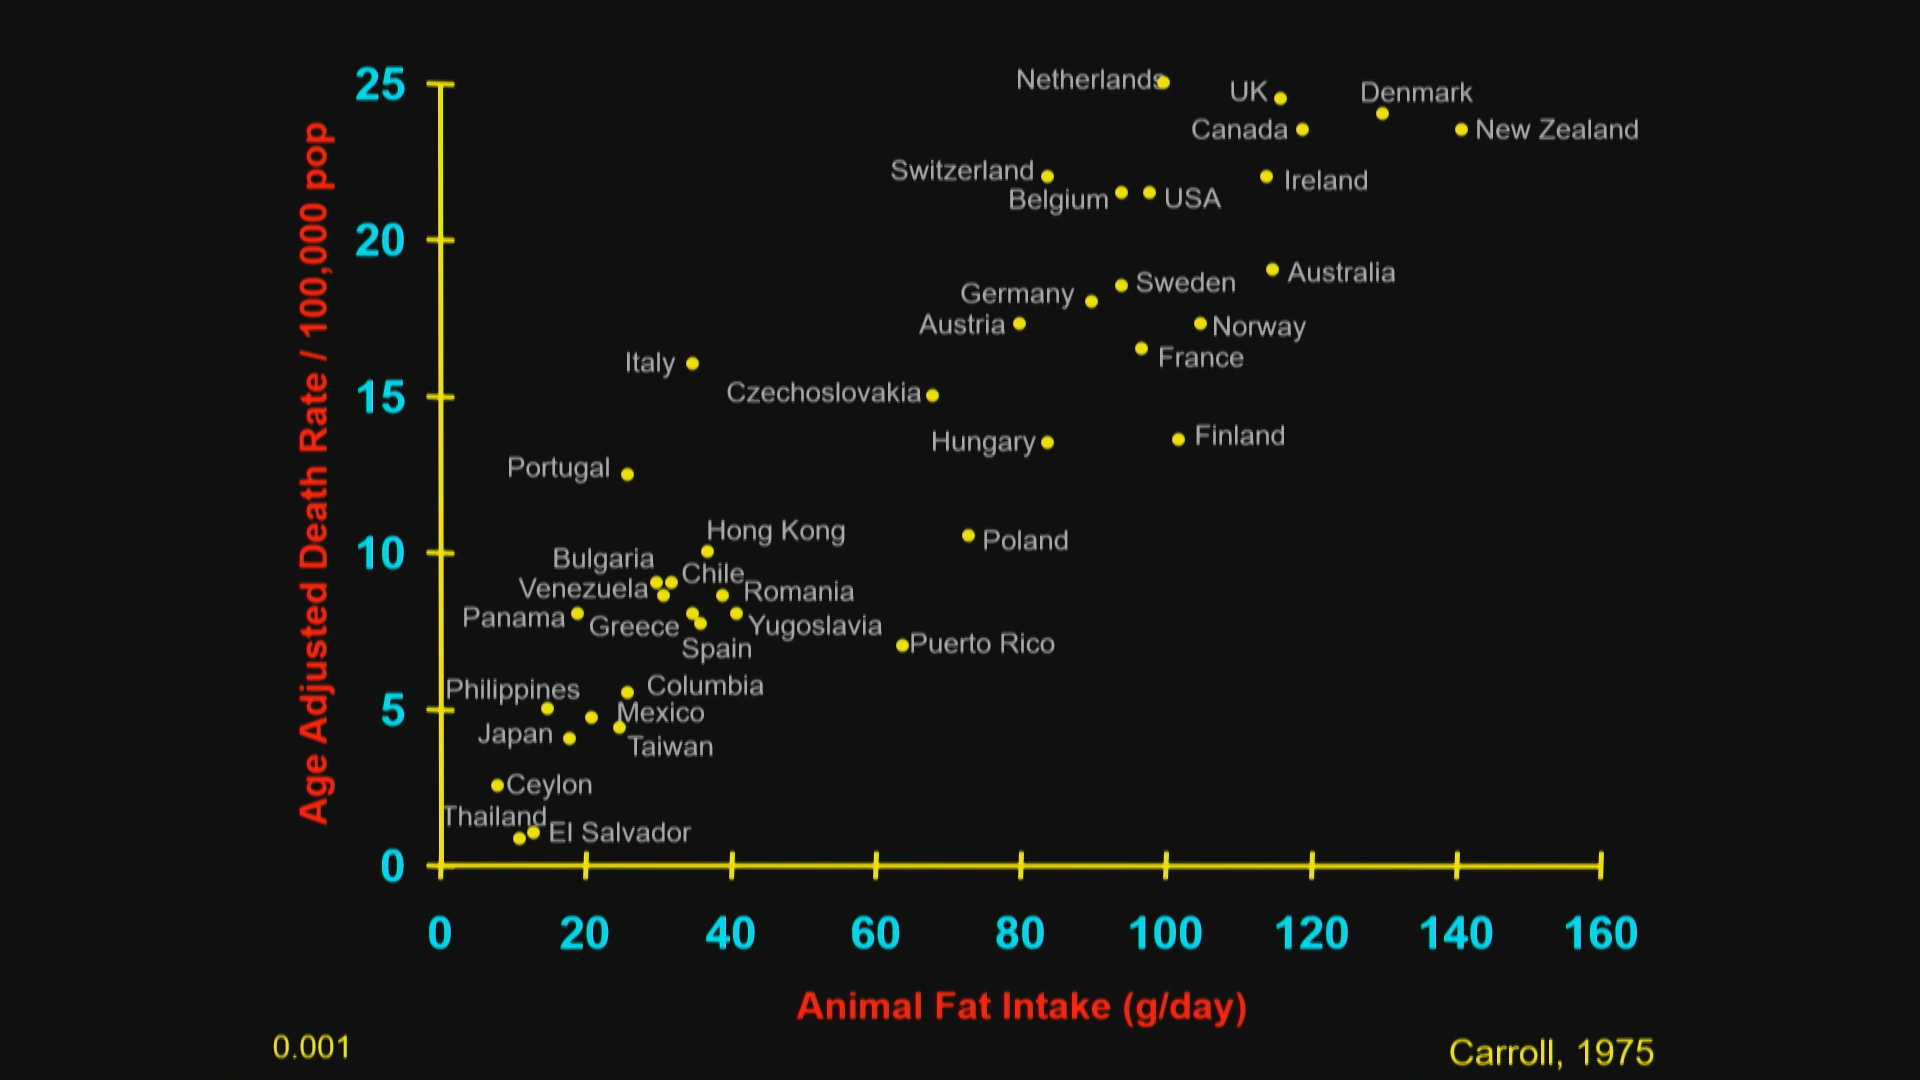 25
Netherlands
UK
Denmark
Canada
New Zealand
Switzerland
Ireland
Belgium
USA
20
Australia
Sweden
Germany
Austria
Norway
France
Italy
15
Czechoslovakia
Hungary
Finland
Portugal
Hong Kong
Poland
10
Bulgaria
Chile
Venezuela
Romania
Panama
Greece
Yugoslavia
Spain
Puerto Rico
Philippines
Columbia
5
Mexico
Japan
Taiwan
Ceylon
Thailand
El Salvador
0
Age Adjusted Death Rate / 100,000 pop
0 20 40 60 80 100 120 140 160
Animal Fat Intake (g/day)
0.001
Carroll, 1975